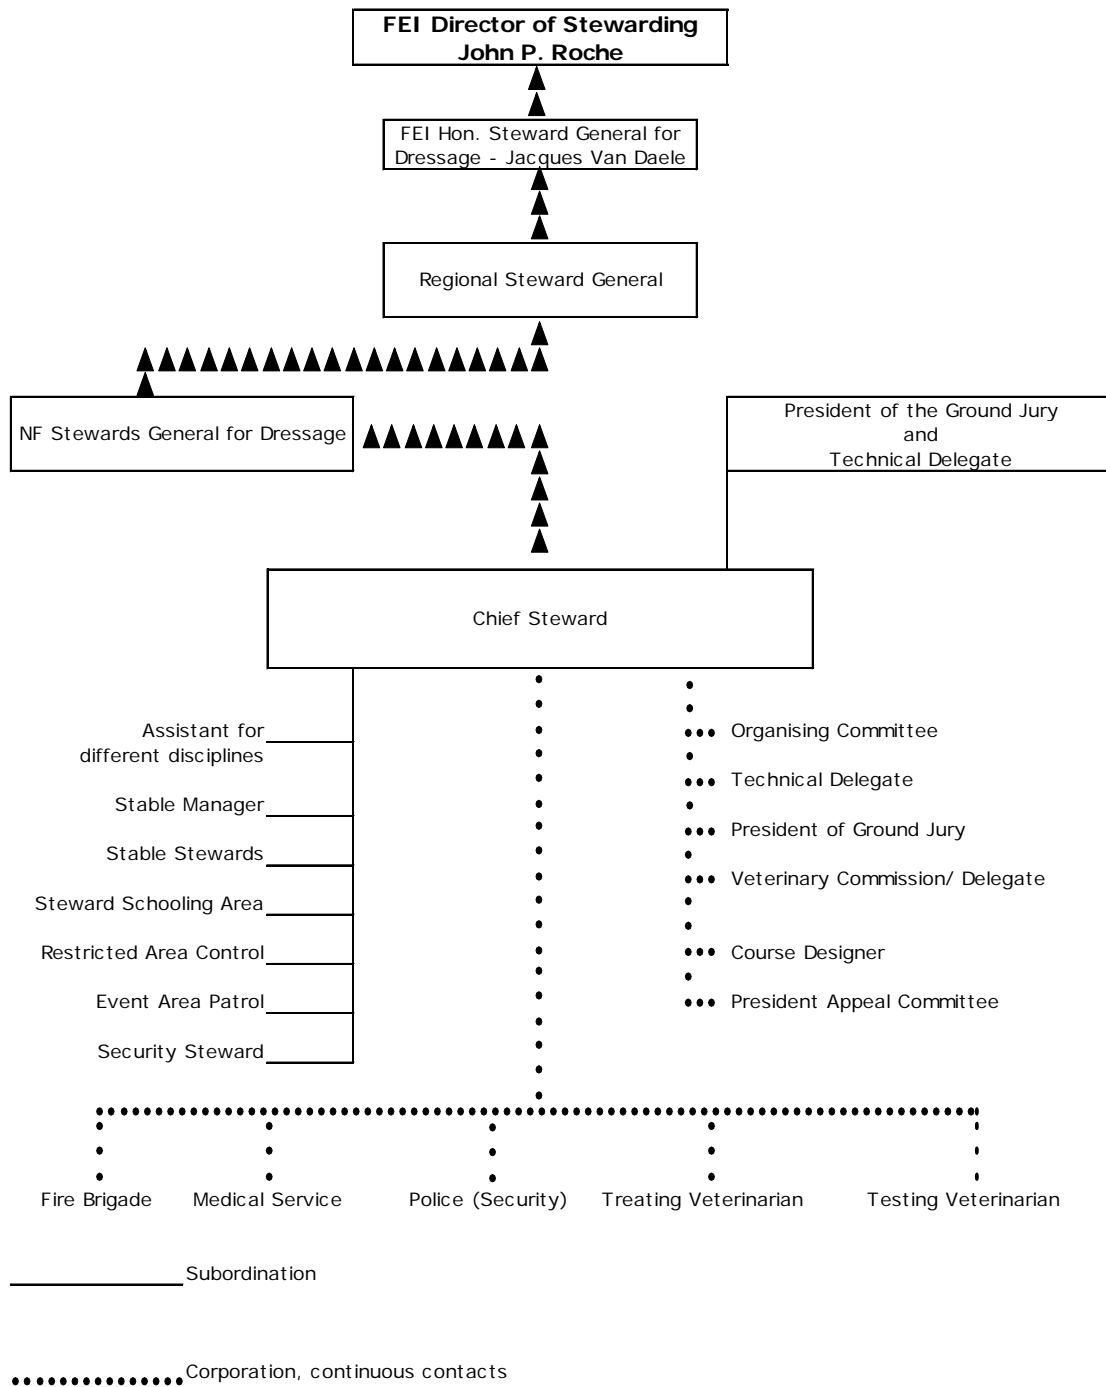 FEI Director of Stewarding
John P. Roche
FEI Hon. Steward General for
Dressage - Jacques Van Daele
Regional Steward General
NF Stewards General for Dressage
President of the Ground Jury
and
Technical Delegate
Chief Steward
Assistant for
different disciplines
Stable Manager
Stable Stewards
Steward Schooling Area
Restricted Area Control
Event Area Patrol
Security Steward
Organising Committee
Technical Delegate
President of Ground Jury
Veterinary Commission/ Delegate
Course Designer
President Appeal Committee
Fire Brigade
Medical Service
Police (Security)
Treating Veterinarian
Testing Veterinarian
Subordination
Corporation, continuous contacts